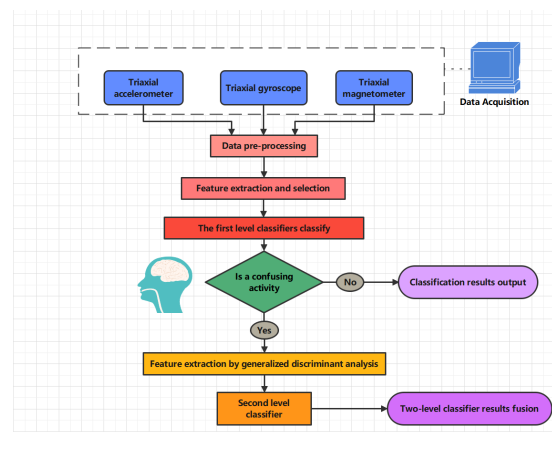 Triaxial
accelerometer
Triaxial gyroscope
Triaxial
magnetometer
Data Acquisition
Data pre-processing
Feature extraction and selection
The first level classifiers classify
Is a confusing
activity
No
Classification results output
Yes
Feature extraction by generalized discriminant analysis
Second level
classifier
Two-level classifier results fusion